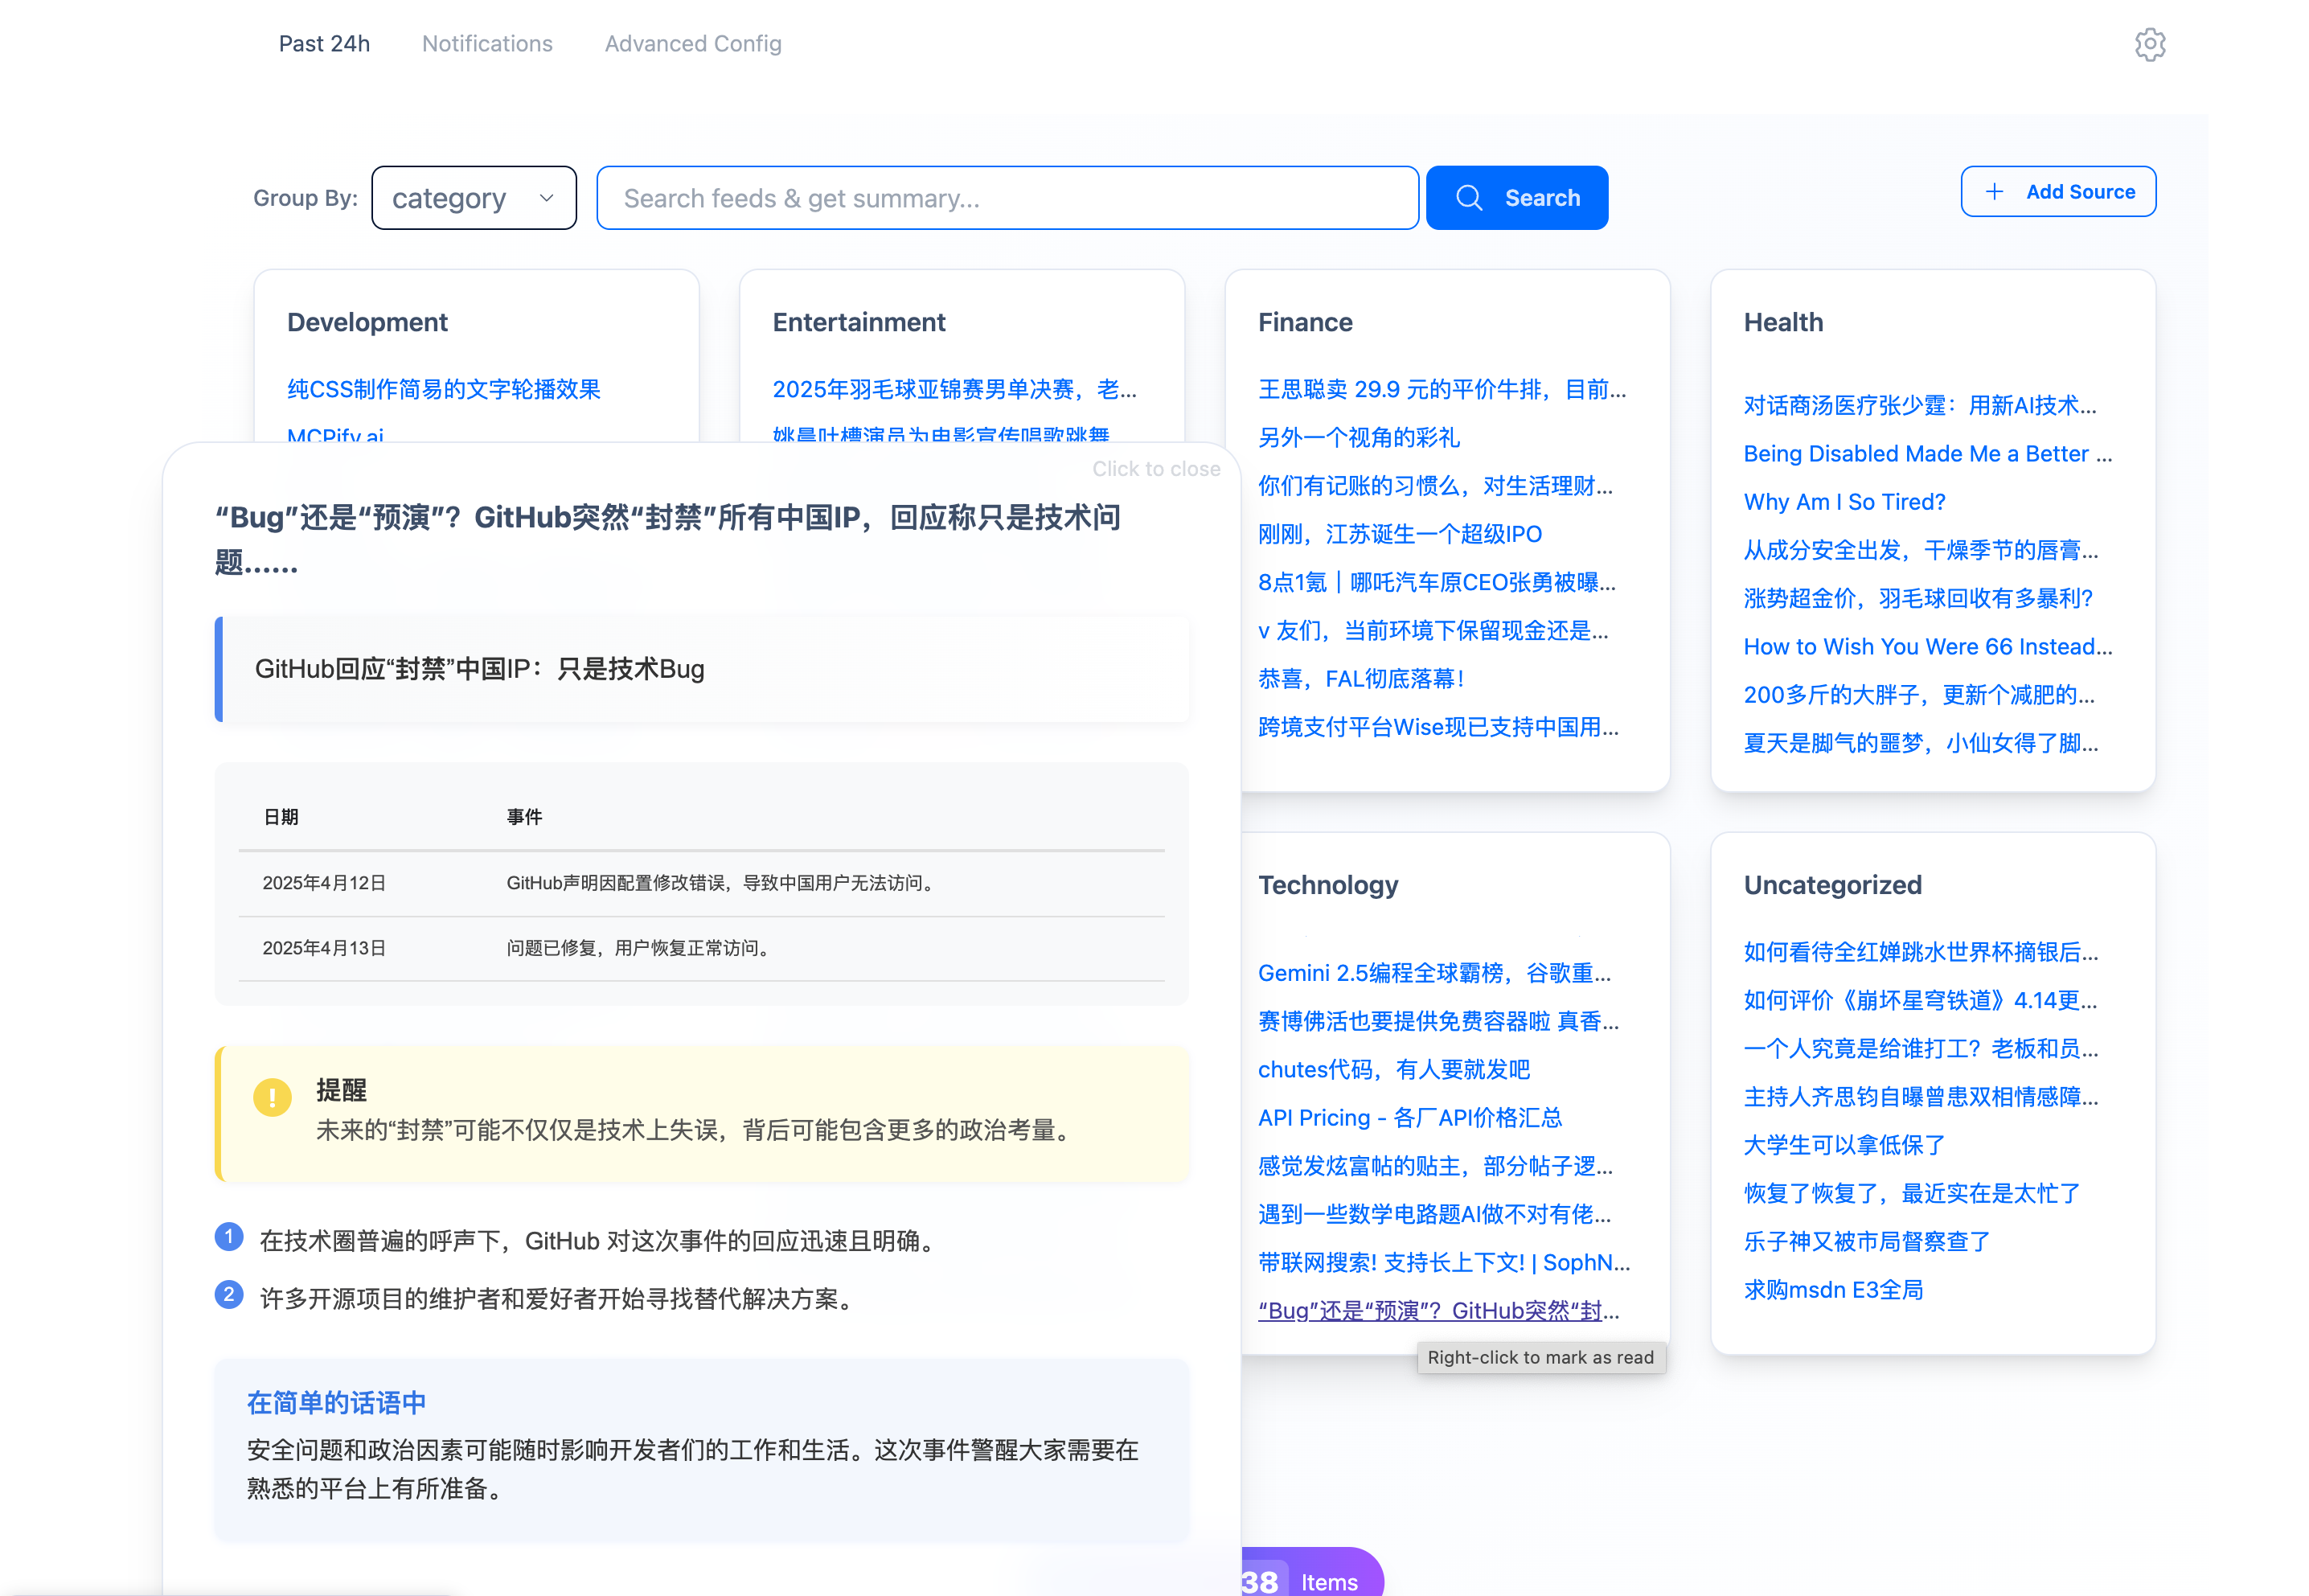 Past 24h
Notifications
Advanced Config
Group By:
category
Search feeds & get summary...
Search
Add Source
Development
纯CSS制作简易的文字轮播效果
MCPify.ai
Entertainment
2025年羽毛球亚锦赛男单决赛，老...
姚晨吐槽演员为电影宣传唱歌跳舞
Finance
王思聪卖 29.9 元的平价牛排，目前...
另外一个视角的彩礼
你们有记账的习惯么，对生活理财...
刚刚，江苏诞生一个超级IPO
8点1氪｜哪吒汽车原CEO张勇被曝...
v 友们，当前环境下保留现金还是...
恭喜，FAL彻底落幕！
跨境支付平台Wise现已支持中国用...
Health
对话商汤医疗张少霆：用新AI技术...
Being Disabled Made Me a Better ...
Why Am I So Tired?
从成分安全出发，干燥季节的唇膏...
涨势超金价，羽毛球回收有多暴利?
How to Wish You Were 66 Instead...
200多斤的大胖子，更新个减肥的...
夏天是脚气的噩梦，小仙女得了脚...
Click to close
“Bug”还是“预演”？GitHub突然“封禁”所有中国IP，回应称只是技术问
题……
GitHub回应“封禁”中国IP：只是技术Bug
日期 事件
2025年4月12日 GitHub声明因配置修改错误，导致中国用户无法访问。
2025年4月13日 问题已修复，用户恢复正常访问。
提醒
未来的“封禁”可能不仅仅是技术上失误，背后可能包含更多的政治考量。
1 在技术圈普遍的呼声下，GitHub 对这次事件的回应迅速且明确。
2 许多开源项目的维护者和爱好者开始寻找替代解决方案。
在简单的话语中
安全问题和政治因素可能随时影响开发者们的工作和生活。这次事件警醒大家需要在
熟悉的平台上有所准备。
Technology
Gemini 2.5编程全球霸榜，谷歌重...
赛博佛活也要提供免费容器啦 真香...
chutes代码，有人要就发吧
API Pricing - 各厂API价格汇总
感觉发炫富帖的贴主，部分帖子逻...
遇到一些数学电路题AI做不对有佬...
带联网搜索! 支持长上下文! | SophN...
“Bug”还是“预演”？GitHub突然“封...
Right-click to mark as read
Uncategorized
如何看待全红婵跳水世界杯摘银后...
如何评价《崩坏星穹铁道》4.14更...
一个人究竟是给谁打工？老板和员...
主持人齐思钧自曝曾患双相情感障...
大学生可以拿低保了
恢复了恢复了，最近实在是太忙了
乐子神又被市局督察查了
求购msdn E3全局
38 Items